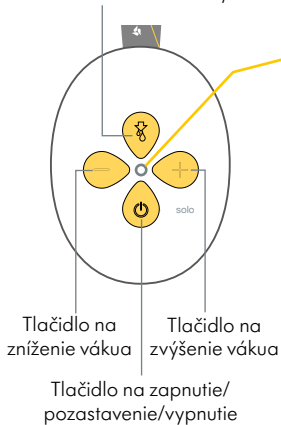 solo
Tlačidlo na
zníženie vákua
Tlačidlo na
zvýšenie vákua
Tlačidlo na zapnutie/
pozastavenie/vypnutie